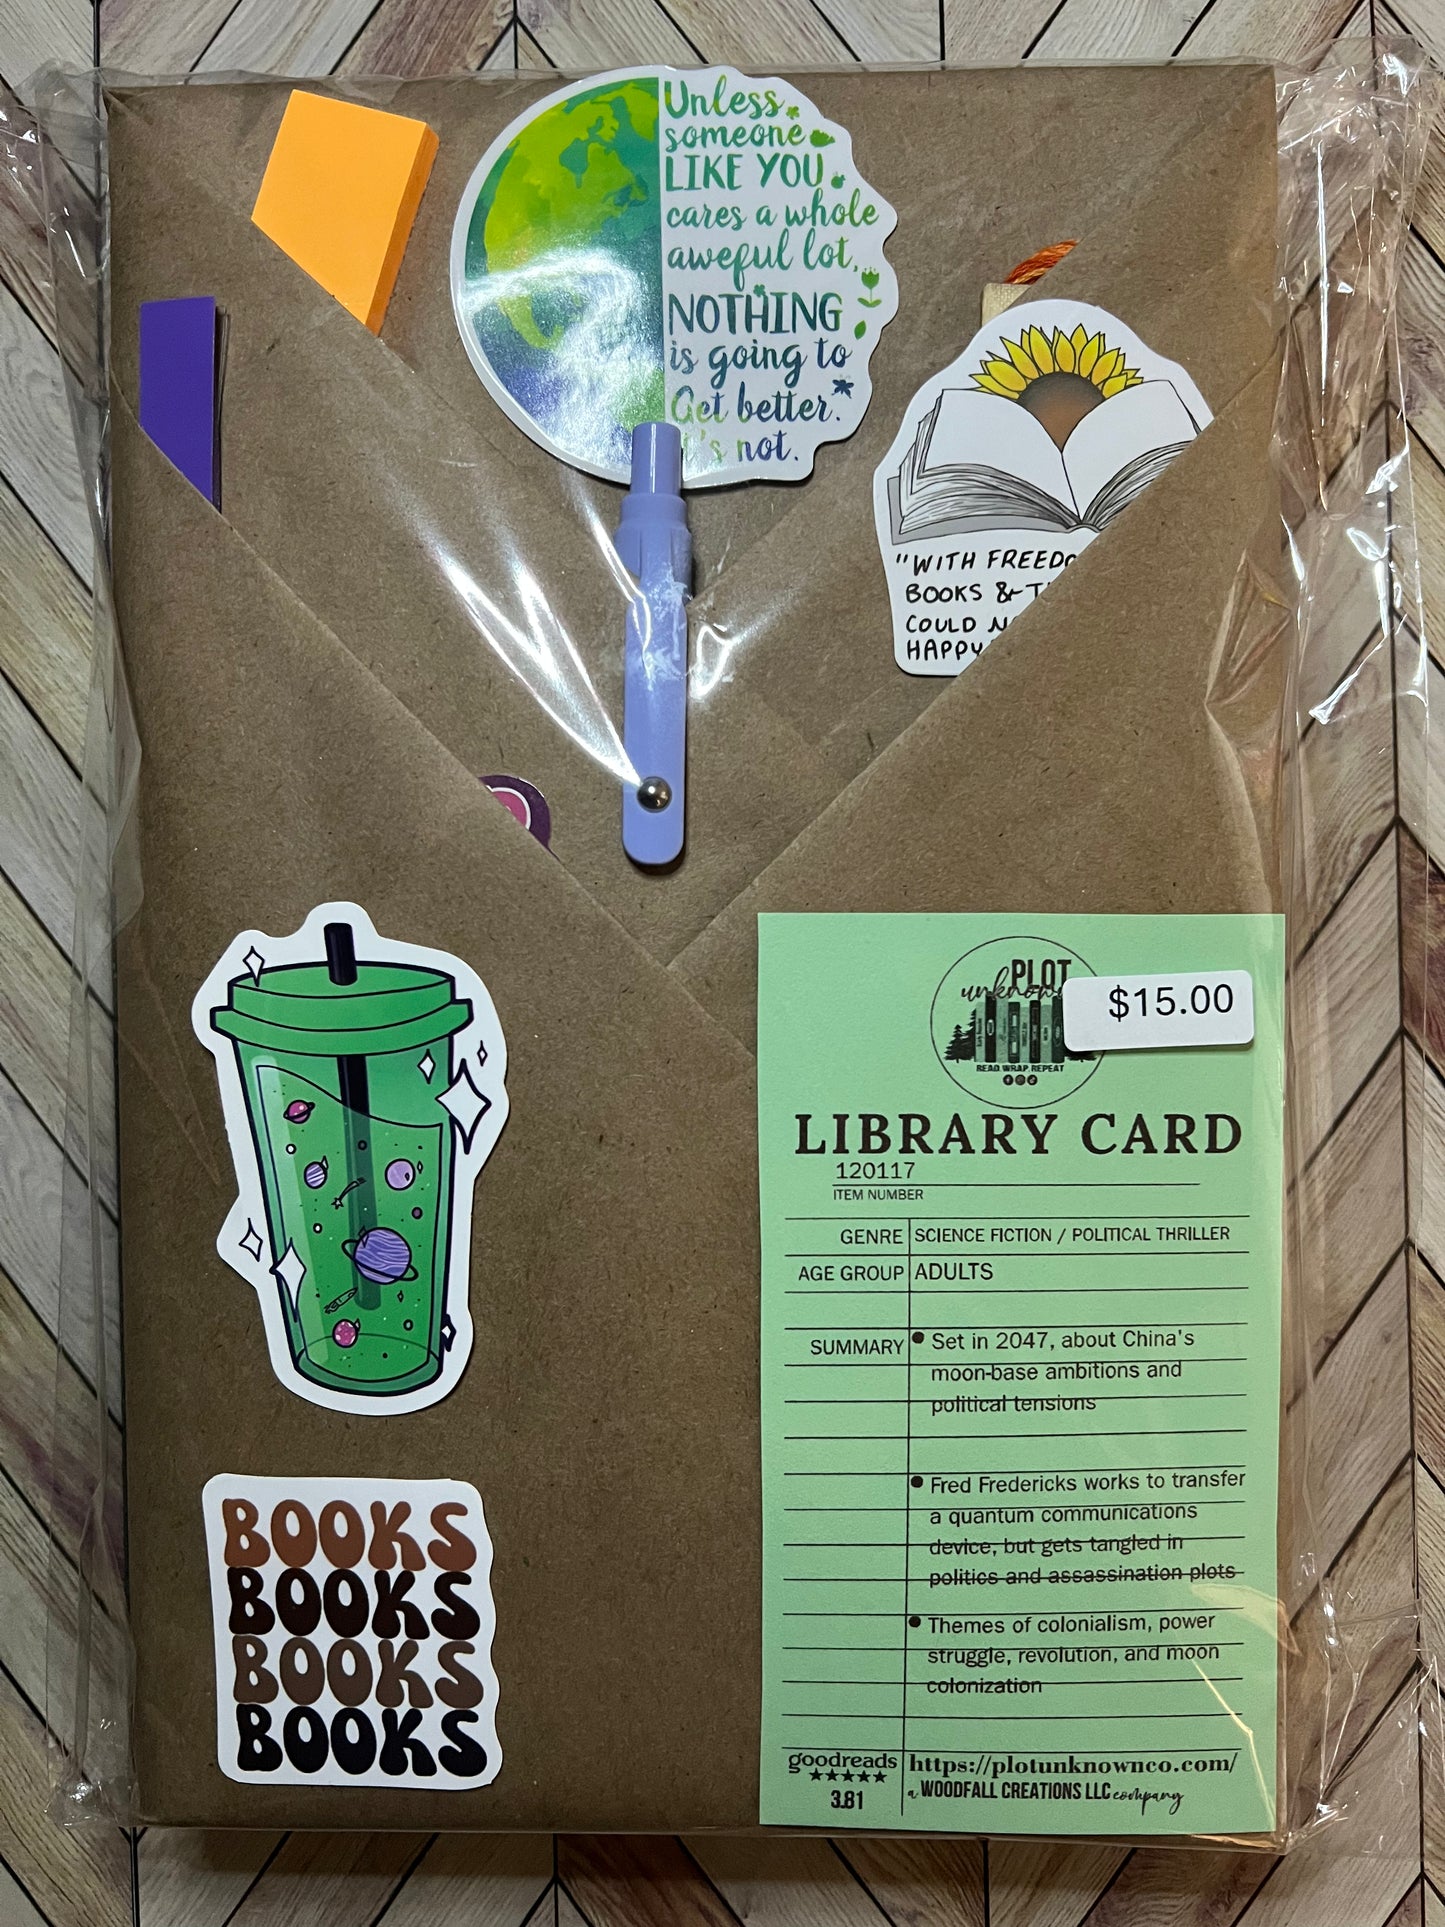 Unless
someone
LIKE YOU
cares a whole
aweful lot,
NOTHING
is going to
Get better.
It's not.
"WITH FREEDO
BOOKS &
COULD
HAPPY
PLOT
unknown
READ. WRAP. REPEAT
$15.00
LIBRARY CARD
120117
ITEM NUMBER
GENRE SCIENCE FICTION / POLITICAL THRILLER
AGE GROUP ADULTS
SUMMARY • Set in 2047, about China's
moon-base ambitions and
political tensions
• Fred Fredericks works to transfer
a quantum communications
device, but gets tangled in
politics and assassination plots
• Themes of colonialism, power
struggle, revolution, and moon
colonization
goodreads https://plotunknownco.com/
★★★★★ a WOODFALL CREATIONS LLC company
3.81
BOOKS
BOOKS
BOOKS
BOOKS